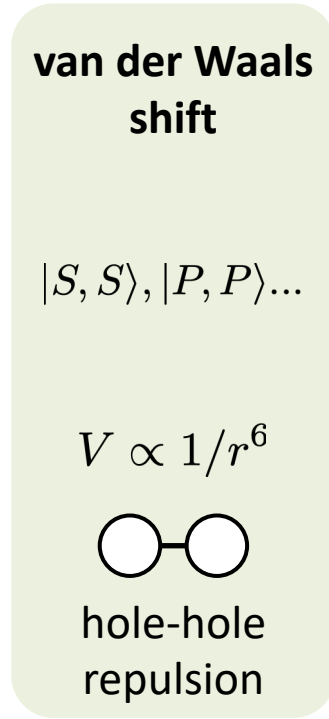 van der Waals
shift
|S, S⟩, |P, P⟩...
V ∝ 1/r⁶
hole-hole
repulsion